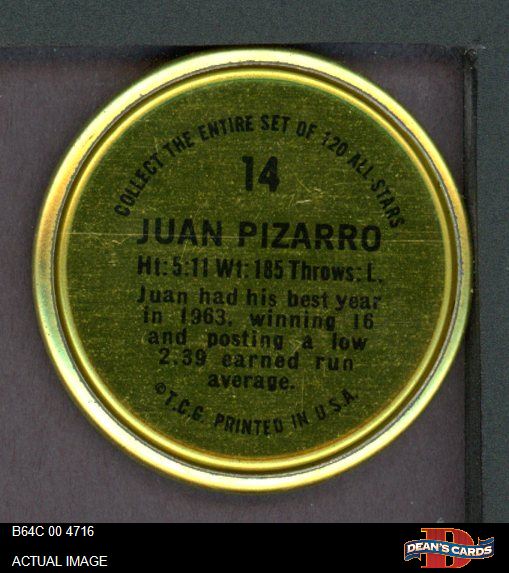 COLLECT THE ENTIRE SET OF 120 ALL-STARS
14
JUAN PIZARRO
Ht: 5:11 Wt: 185 Throws: L.
Juan had his best year
in 1963, winning 16
and posting a low
2.39 earned run
average.
©T.C.G. PRINTED IN U.S.A.
B64C 00 4716
ACTUAL IMAGE
D
DEAN'S CARDS